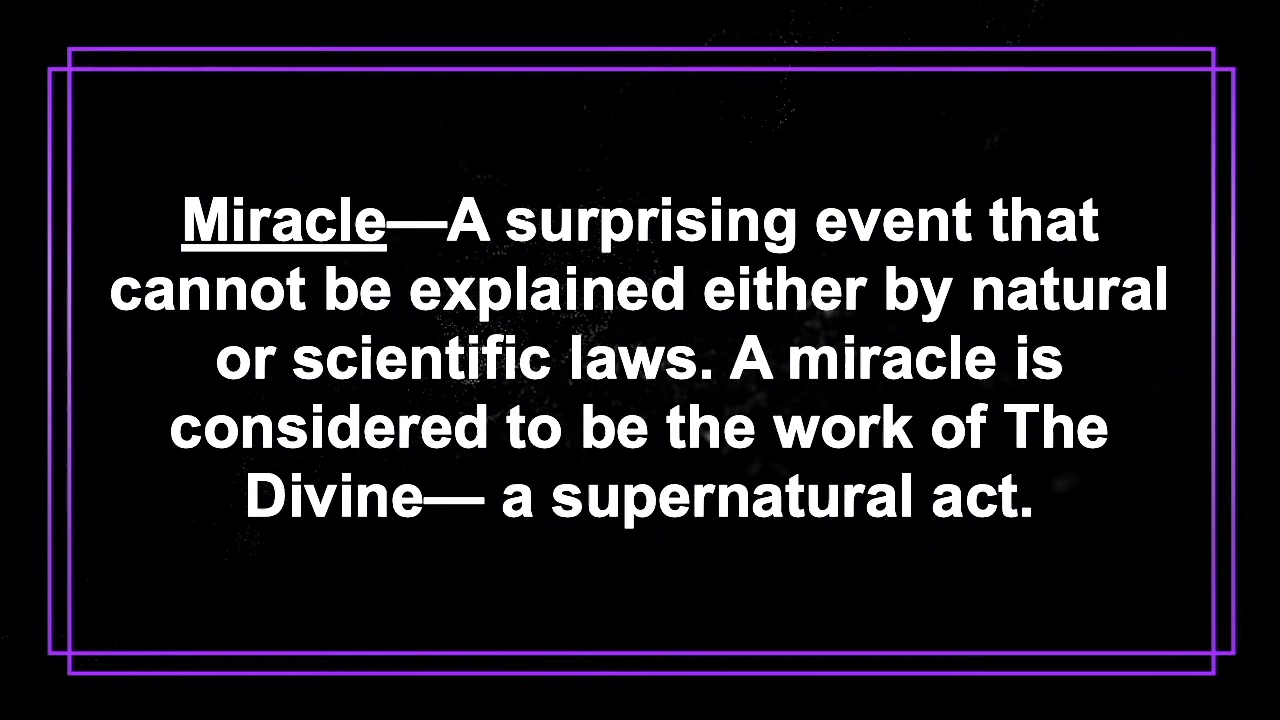 Miracle—A surprising event that
cannot be explained either by natural
or scientific laws. A miracle is
considered to be the work of The
Divine— a supernatural act.